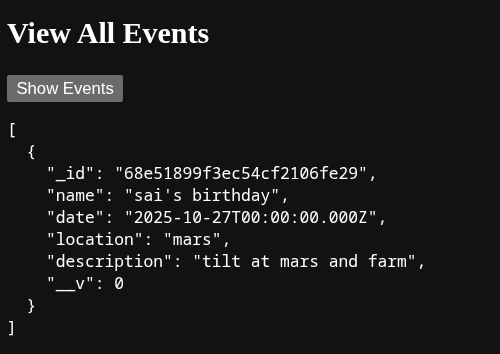 View All Events
Show Events
[
  {
    "_id": "68e51899f3ec54cf2106fe29",
    "name": "sai's birthday",
    "date": "2025-10-27T00:00:00.000Z",
    "location": "mars",
    "description": "tilt at mars and farm",
    "__v": 0
  }
]